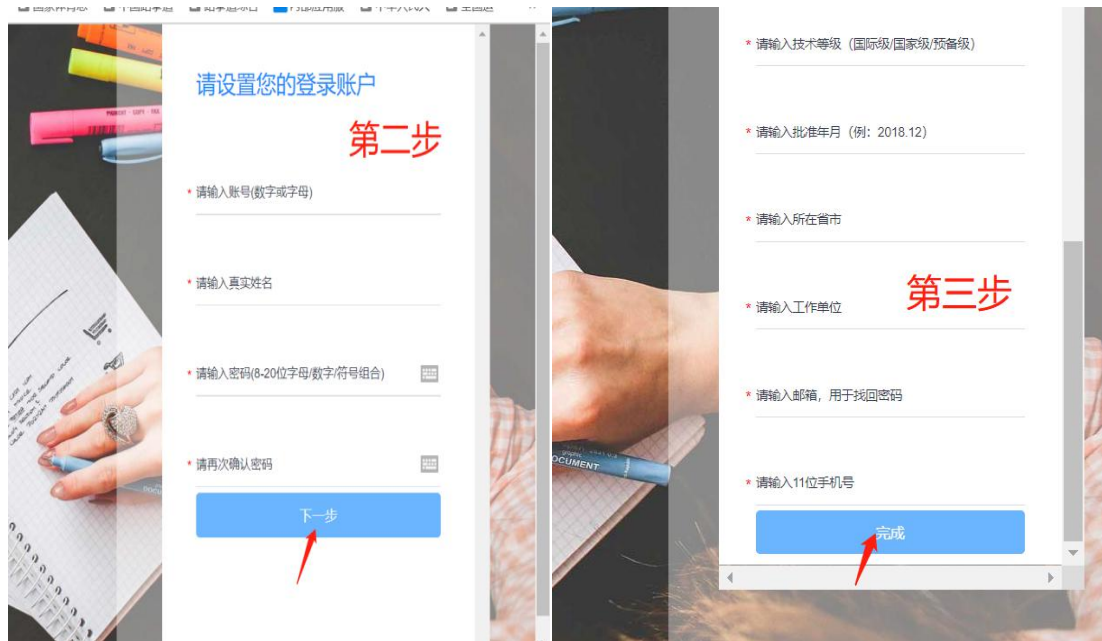 请设置您的登录账户
第二步
* 请输入账号(数字或字母)
* 请输入真实姓名
* 请输入密码(8-20位字母/数字/符号组合)
* 请再次确认密码
下一步
* 请输入技术等级（国际级/国家级/预备级）
* 请输入批准年月（例：2018.12）
* 请输入所在省市
第三步
* 请输入工作单位
* 请输入邮箱，用于找回密码
* 请输入11位手机号
完成
DOCUMENT